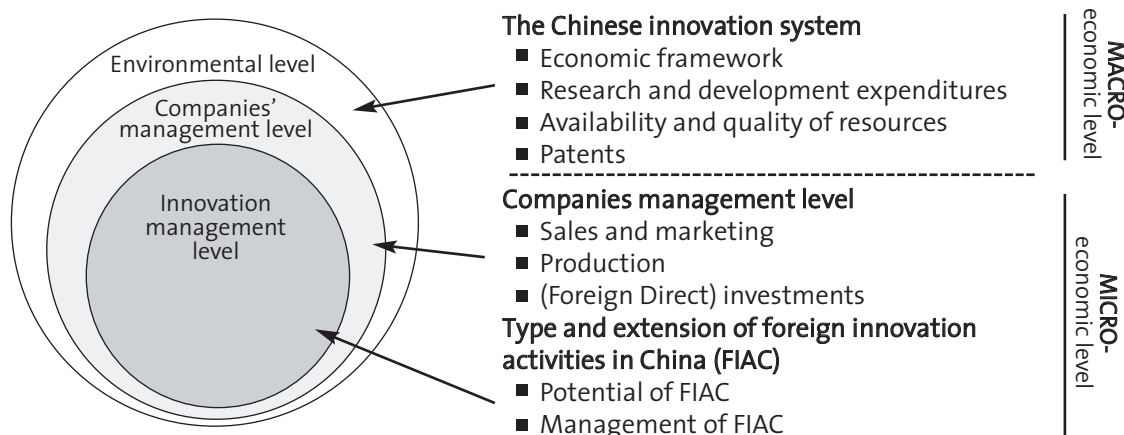 Environmental level
Companies’
management level
Innovation
management
level
The Chinese innovation system
■ Economic framework
■ Research and development expenditures
■ Availability and quality of resources
■ Patents
MACRO-
economic level
Companies management level
■ Sales and marketing
■ Production
■ (Foreign Direct) investments
Type and extension of foreign innovation
activities in China (FIAC)
■ Potential of FIAC
■ Management of FIAC
MICRO-
economic level